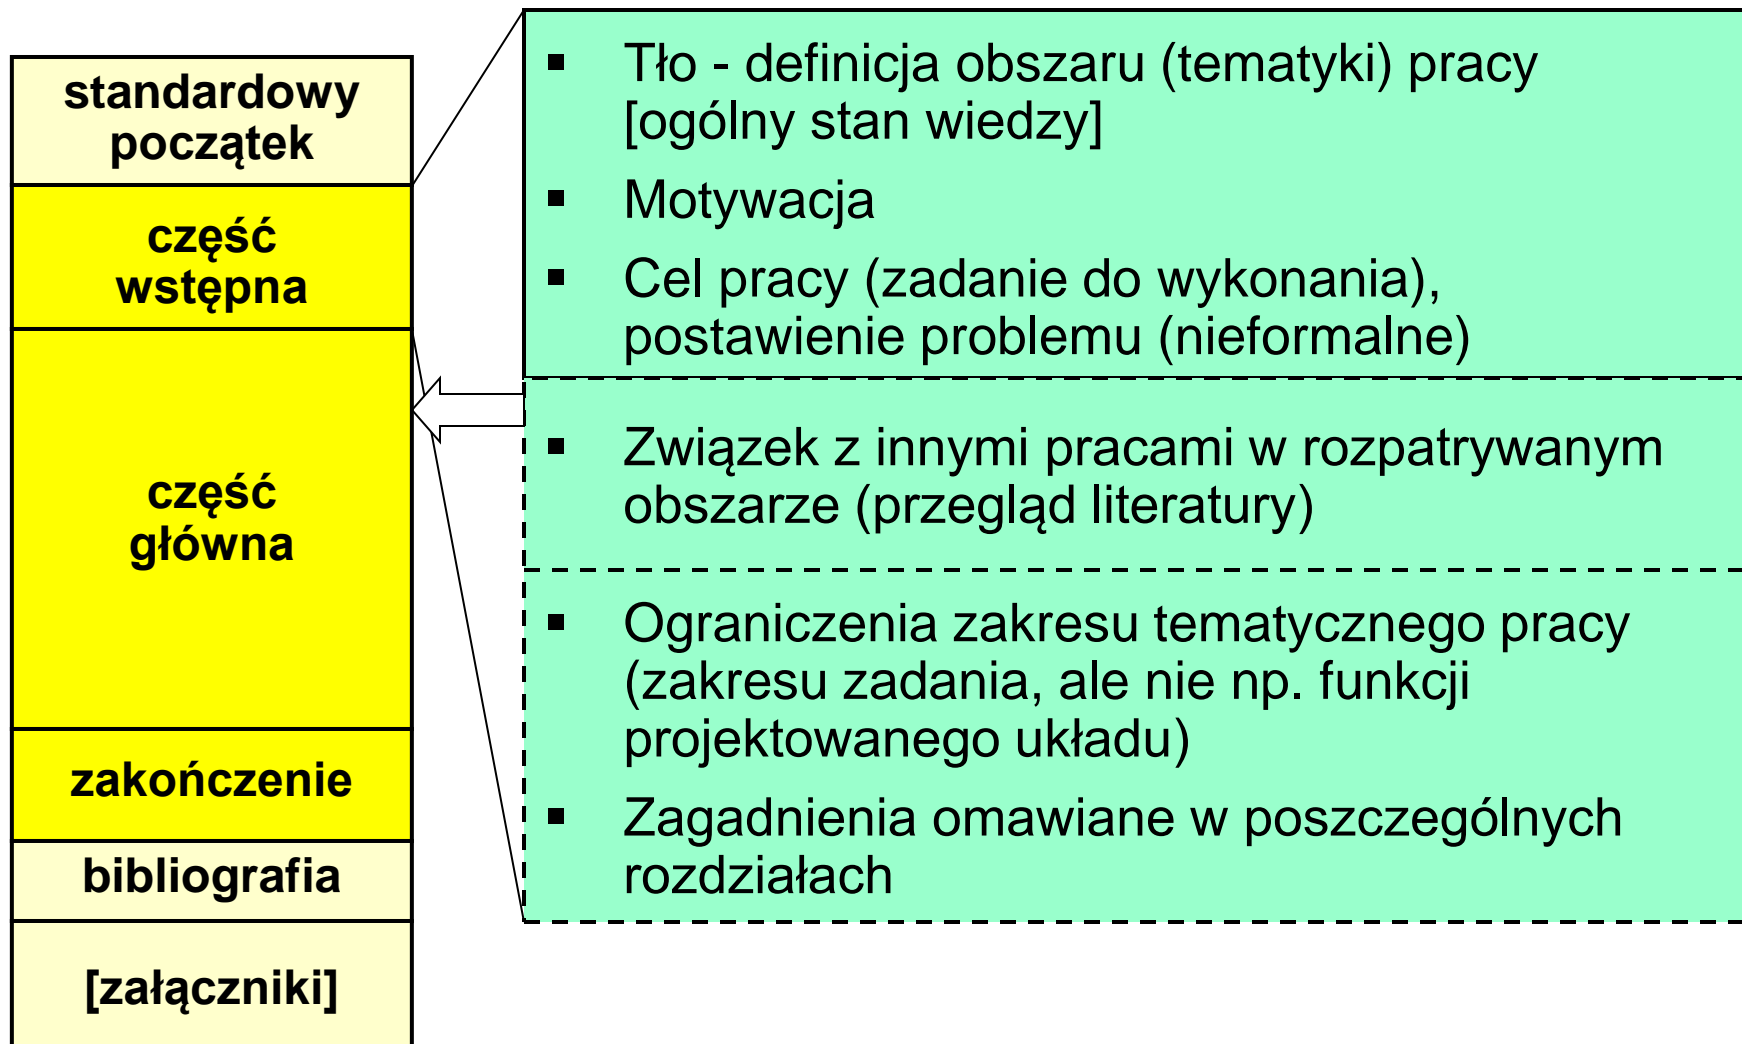 standardowy
początek
część
wstępna
część
główna
zakończenie
bibliografia
[załączniki]
▪ Tło - definicja obszaru (tematyki) pracy
[ogólny stan wiedzy]
▪ Motywacja
▪ Cel pracy (zadanie do wykonania),
postawienie problemu (nieformalne)
▪ Związek z innymi pracami w rozpatrywanym
obszarze (przegląd literatury)
▪ Ograniczenia zakresu tematycznego pracy
(zakresu zadania, ale nie np. funkcji
projektowanego układu)
▪ Zagadnienia omawiane w poszczególnych
rozdziałach